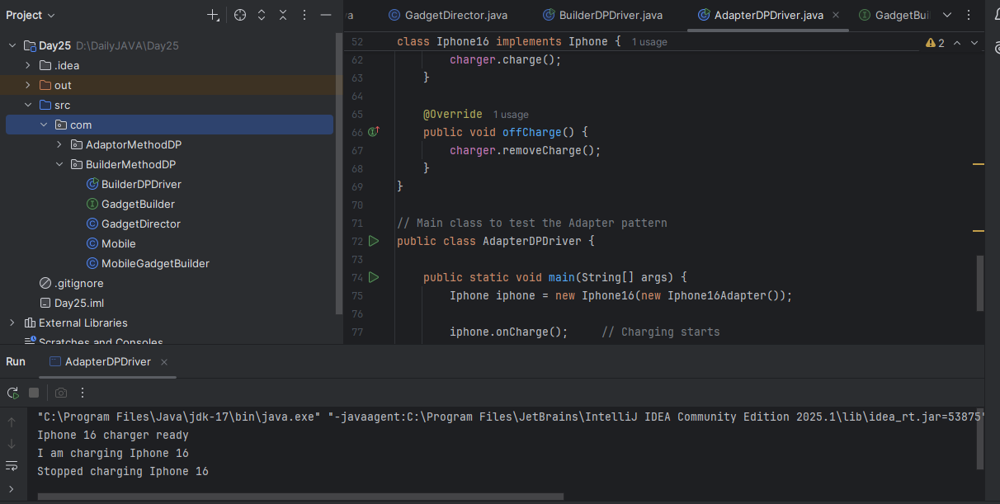 Project
Day25 D:\DailyJAVA\Day25
.idea
out
src
com
AdaptorMethodDP
BuilderMethodDP
BuilderDPDriver
GadgetBuilder
GadgetDirector
Mobile
MobileGadgetBuilder
.gitignore
Day25.iml
External Libraries
Scratches and Consoles
va GadgetDirector.java BuilderDPDriver.java AdapterDPDriver.java GadgetBui
52 class Iphone16 implements Iphone { 1 usage 2
62 charger.charge();
63 }
64
65 @Override 1 usage
66 public void offCharge() {
67 charger.removeCharge();
68 }
69 }
70
71 // Main class to test the Adapter pattern
72 public class AdapterDPDriver {
73
74 public static void main(String[] args) {
75 Iphone iphone = new Iphone16(new Iphone16Adapter());
76
77 iphone.onCharge(); // Charging starts
Run AdapterDPDriver
"C:\Program Files\Java\jdk-17\bin\java.exe" "-javaagent:C:\Program Files\JetBrains\IntelliJ IDEA Community Edition 2025.1\lib\idea_rt.jar=53875"
Iphone 16 charger ready
I am charging Iphone 16
Stopped charging Iphone 16